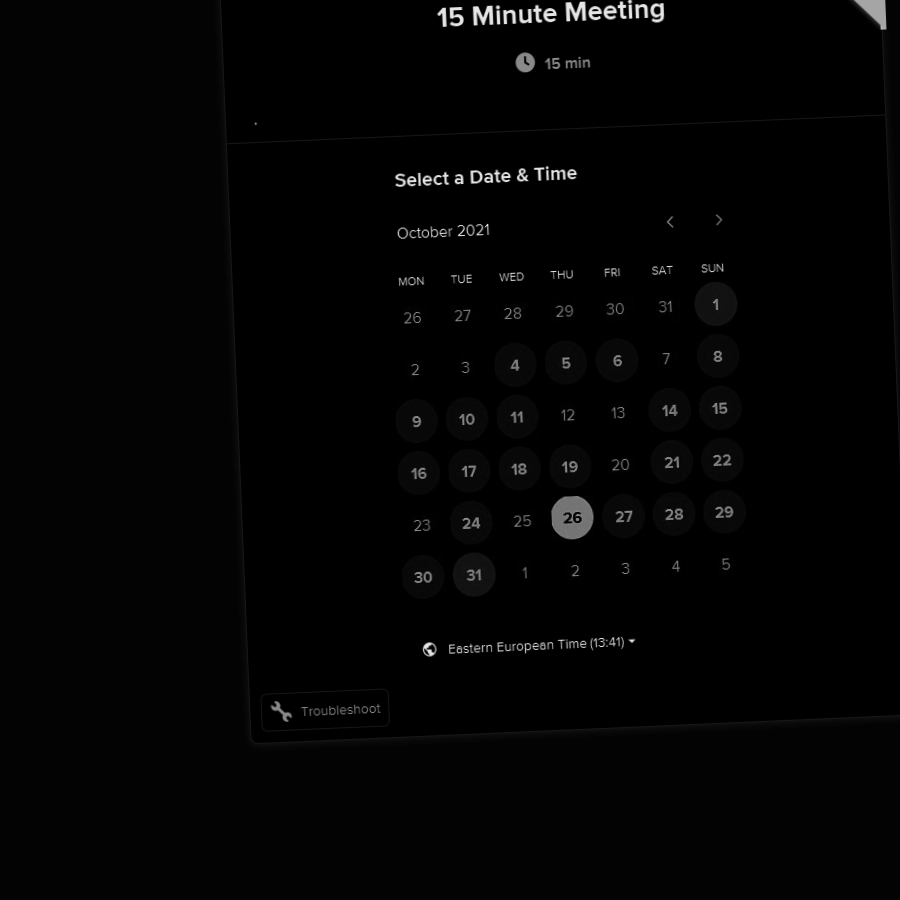 15 Minute Meeting
15 min
.
Select a Date & Time
October 2021
MON TUE WED THU FRI SAT SUN
26 27 28 29 30 31 1
2 3 4 5 6 7 8
9 10 11 12 13 14 15
16 17 18 19 20 21 22
23 24 25 26 27 28 29
30 31 1 2 3 4 5
Eastern European Time (13:41)
Troubleshoot